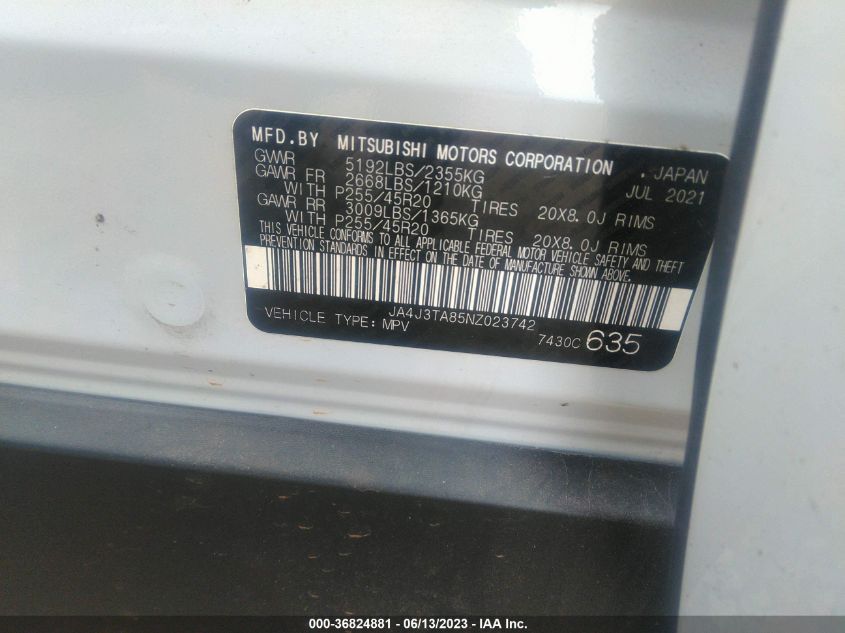 MFD.BY MITSUBISHI MOTORS CORPORATION . JAPAN
GVWR 5192LBS/2355KG JUL 2021
GAWR FR 2668LBS/1210KG
WITH P255/45R20 TIRES 20X8.0J RIMS
GAWR RR 3009LBS/1365KG
WITH P255/45R20 TIRES 20X8.0J RIMS
THIS VEHICLE CONFORMS TO ALL APPLICABLE FEDERAL MOTOR VEHICLE SAFETY AND THEFT
PREVENTION STANDARDS IN EFFECT ON THE DATE OF MANUFACTURE SHOWN ABOVE.
JA4J3TA85NZ023742
VEHICLE TYPE: MPV
7430C 635
000-36824881 - 06/13/2023 - IAA Inc.